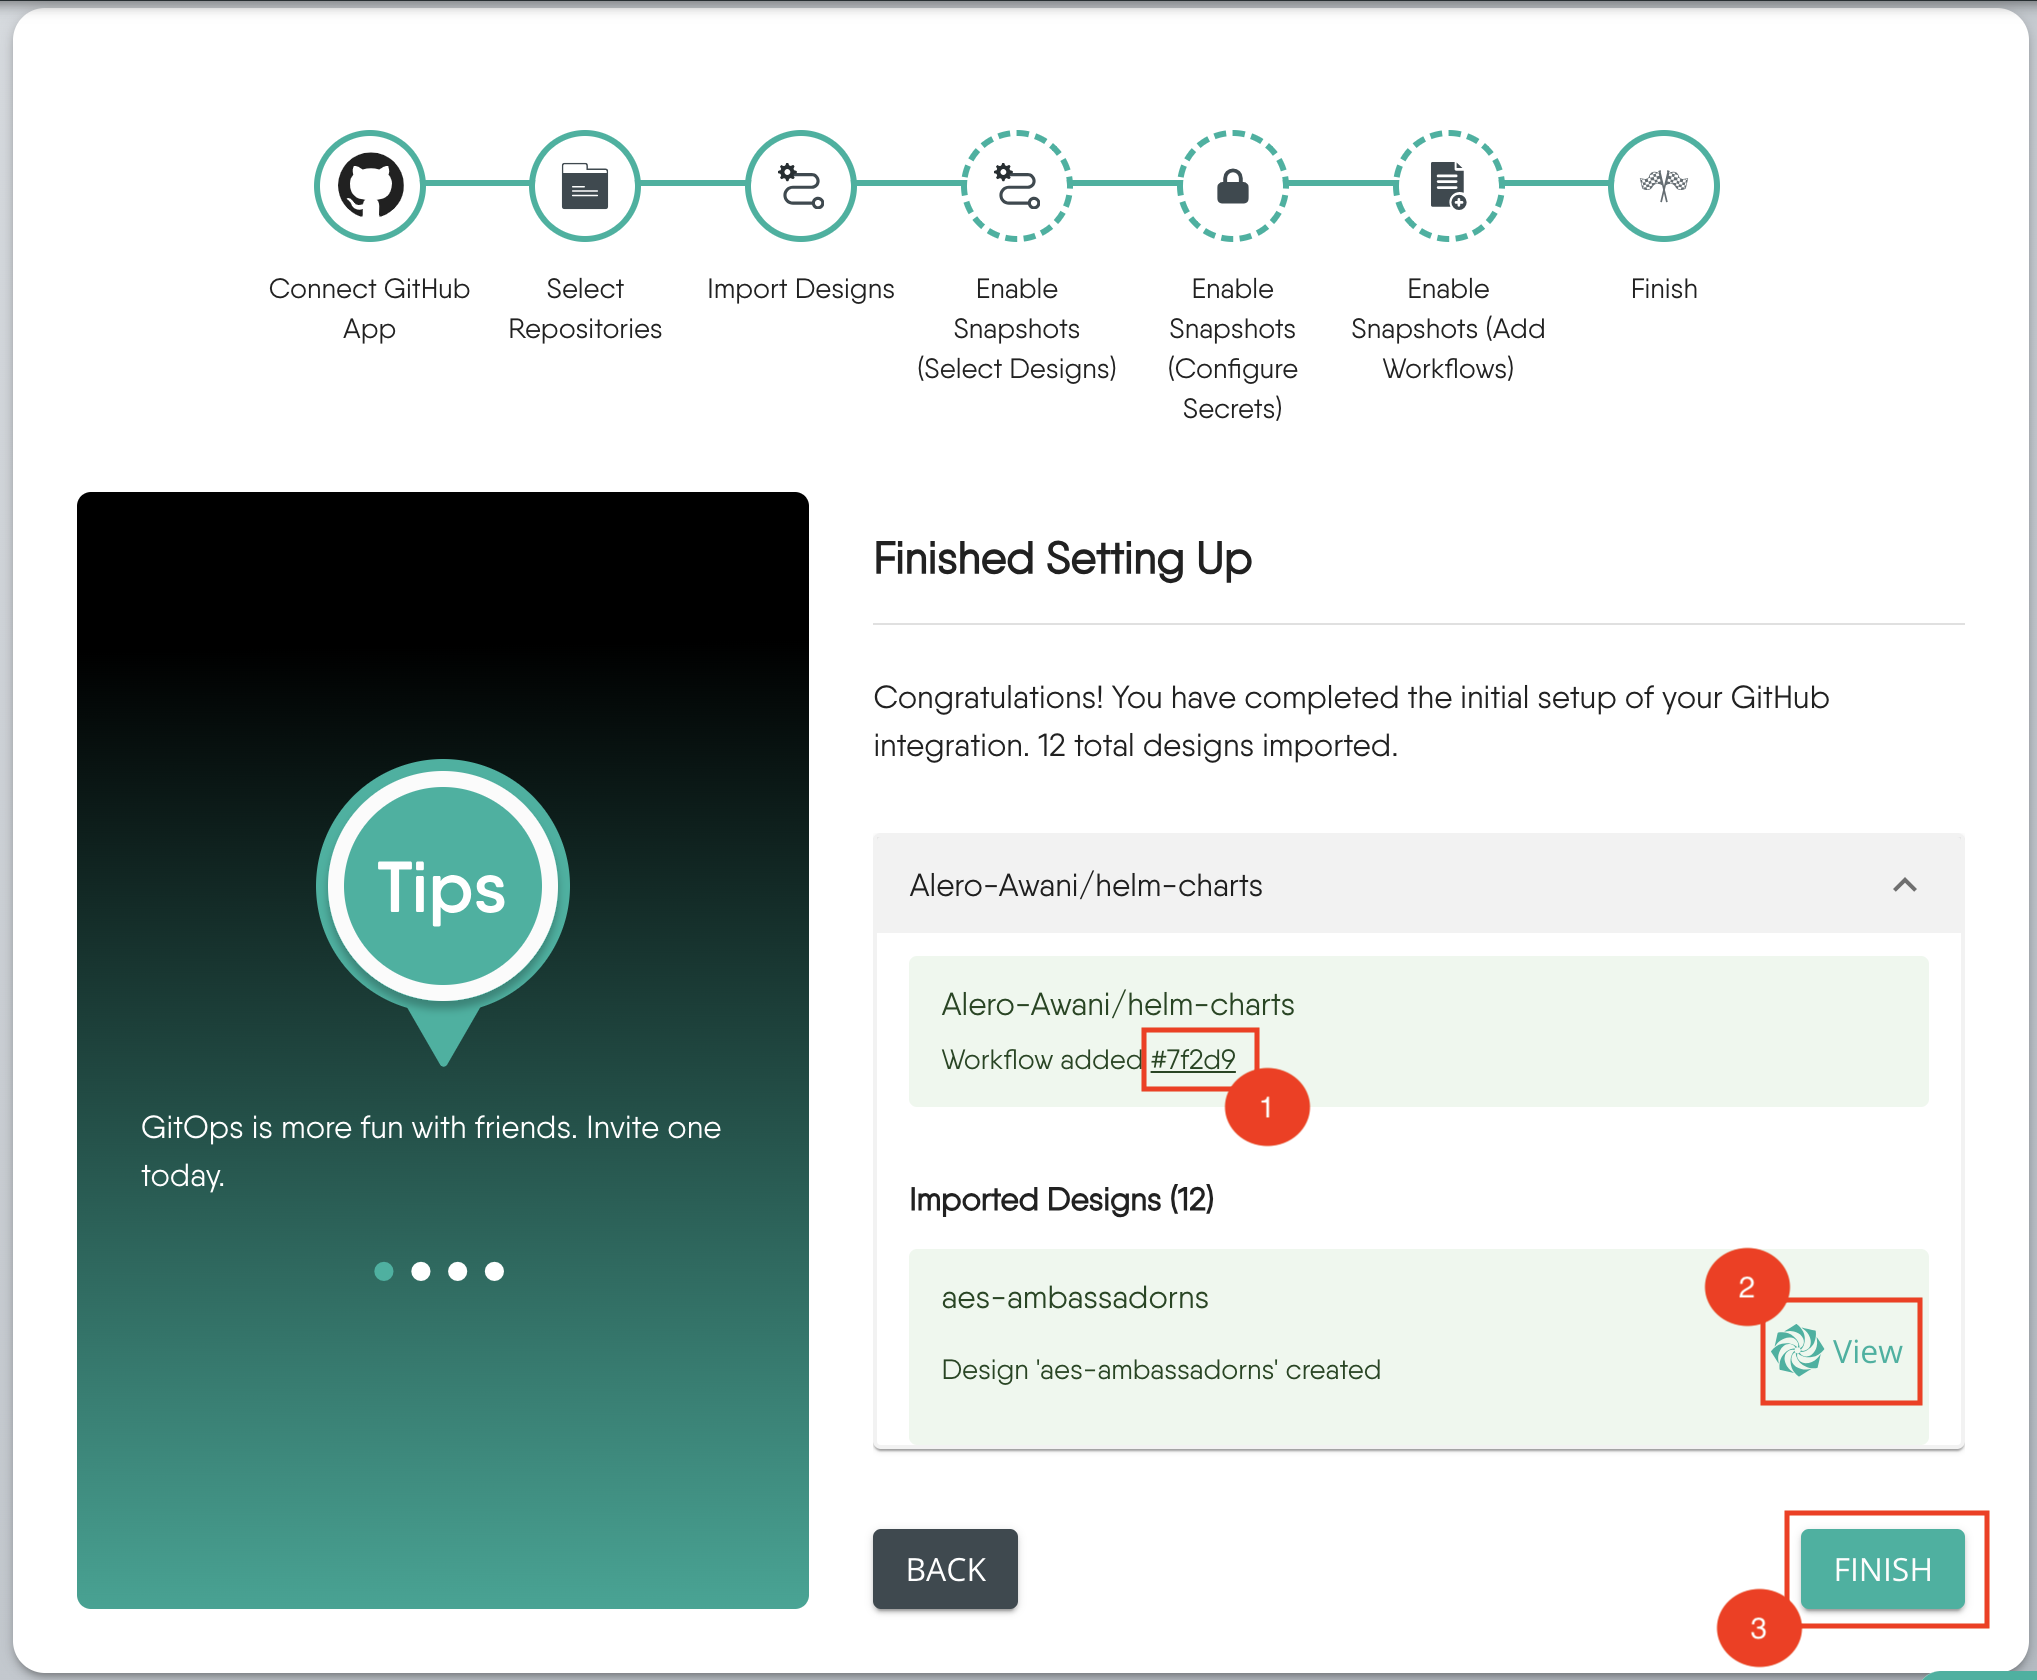 Connect GitHub
App
Select
Repositories
Import Designs
Enable
Snapshots
(Select Designs)
Enable
Snapshots
(Configure
Secrets)
Enable
Snapshots (Add
Workflows)
Finish
Tips
GitOps is more fun with friends. Invite one
today.
Finished Setting Up
Congratulations! You have completed the initial setup of your GitHub
integration. 12 total designs imported.
Alero-Awani/helm-charts
Alero-Awani/helm-charts
Workflow added #7f2d9
1
Imported Designs (12)
aes-ambassadorns
2
View
Design 'aes-ambassadorns' created
BACK
FINISH
3